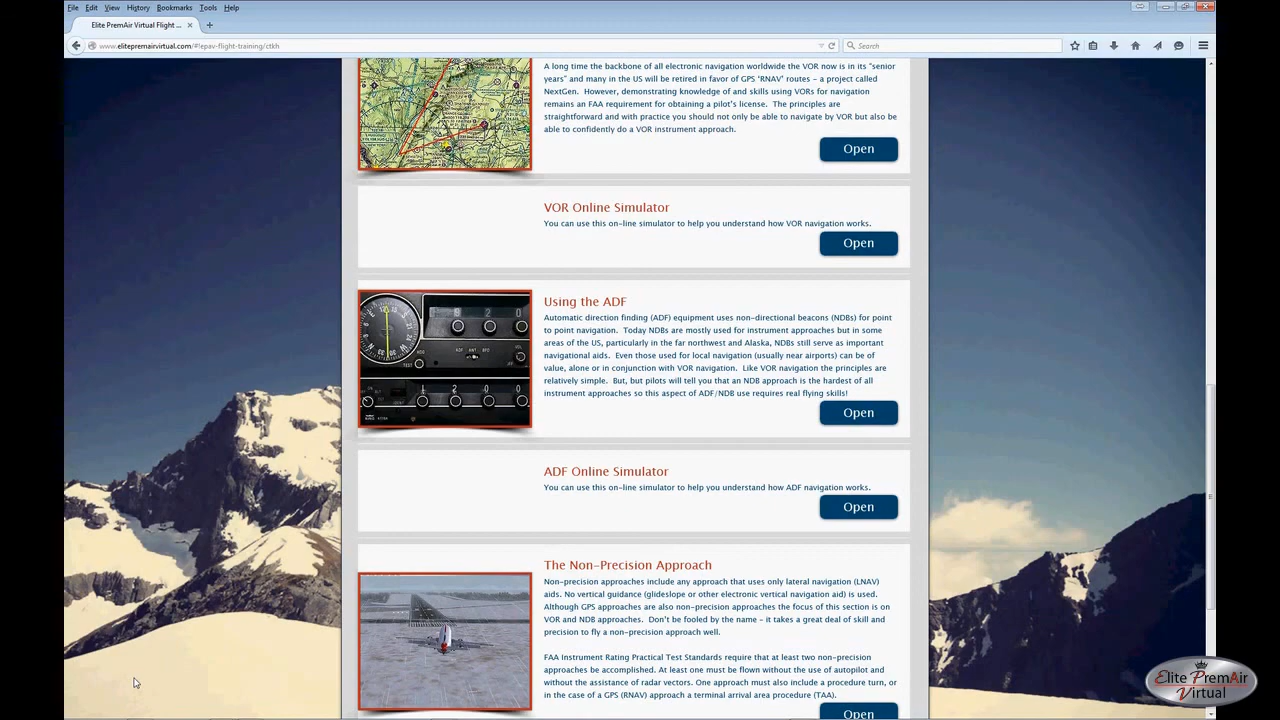 File Edit View History Bookmarks Tools Help
Elite PremAir Virtual Flight ...
www.elitepremairvirtual.com/#!epav-flight-training/ctkh
Search
A long time the backbone of all electronic navigation worldwide the VOR now is in its "senior
years" and many in the US will be retired in favor of GPS 'RNAV' routes - a project called
NextGen. However, demonstrating knowledge of and skills using VORs for navigation
remains an FAA requirement for obtaining a pilot's license. The principles are
straightforward and with practice you should not only be able to navigate by VOR but also be
able to confidently do a VOR instrument approach.
Open
VOR Online Simulator
You can use this on-line simulator to help you understand how VOR navigation works.
Open
Using the ADF
Automatic direction finding (ADF) equipment uses non-directional beacons (NDBs) for point
to point navigation. Today NDBs are mostly used for instrument approaches but in some
areas of the US, particularly in the far northwest and Alaska, NDBs still serve as important
navigational aids. Even those used for local navigation (usually near airports) can be of
value, alone or in conjunction with VOR navigation. Like VOR navigation the principles are
relatively simple. But, but pilots will tell you that an NDB approach is the hardest of all
instrument approaches so this aspect of ADF/NDB use requires real flying skills!
Open
1 2 0 0
ADF Online Simulator
You can use this on-line simulator to help you understand how ADF navigation works.
Open
The Non-Precision Approach
Non-precision approaches include any approach that uses only lateral navigation (LNAV)
aids. No vertical guidance (glideslope or other electronic vertical navigation aid) is used.
Although GPS approaches are also non-precision approaches the focus of this section is on
VOR and NDB approaches. Don't be fooled by the name - it takes a great deal of skill and
precision to fly a non-precision approach well.
FAA Instrument Rating Practical Test Standards require that at least two non-precision
approaches be accomplished. At least one must be flown without the use of autopilot and
without the assistance of radar vectors. One approach must also include a procedure turn, or
in the case of a GPS (RNAV) approach a terminal arrival area procedure (TAA).
Open
Elite PremAir
Virtual